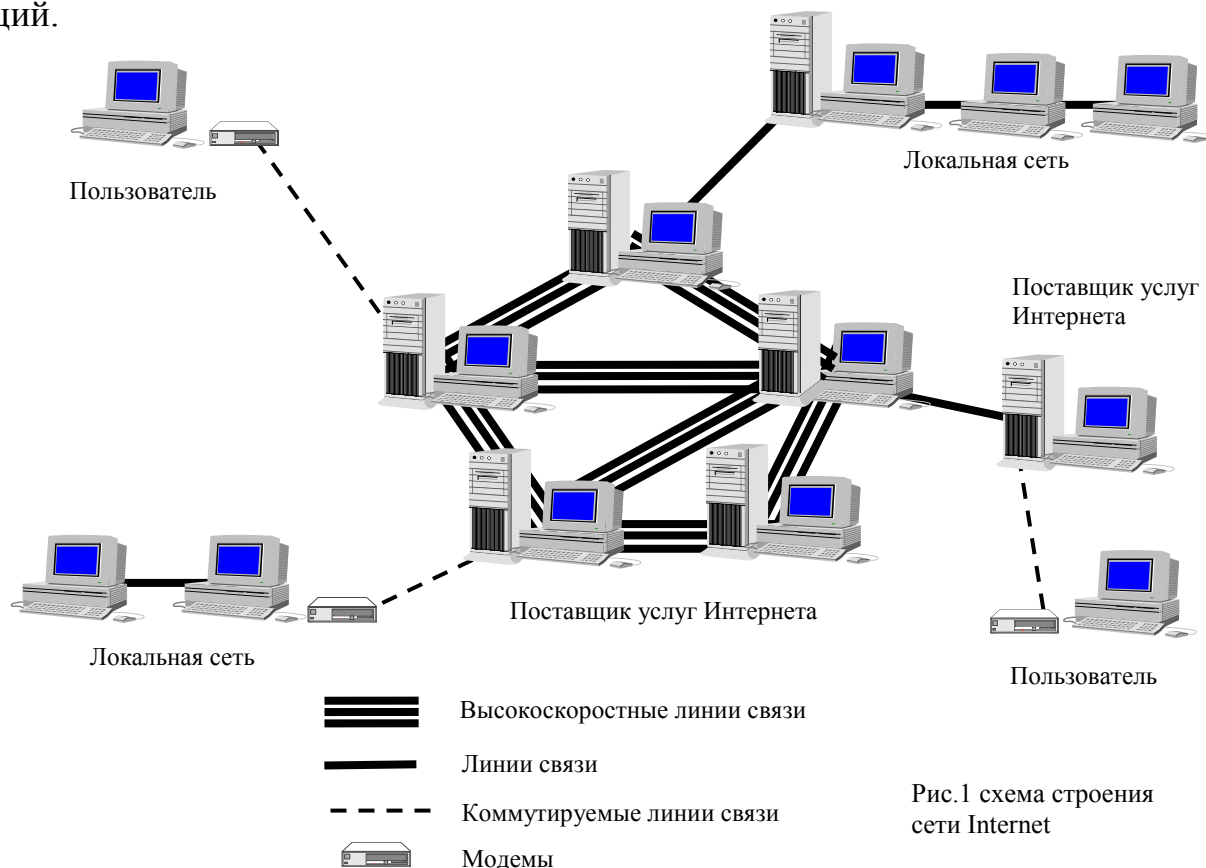 ций.
Локальная сеть
Пользователь
Поставщик услуг
Интернета
Поставщик услуг Интернета
Локальная сеть
Пользователь
Высокоскоростные линии связи
Линии связи
Коммутируемые линии связи
Модемы
Рис.1 схема строения
сети Internet